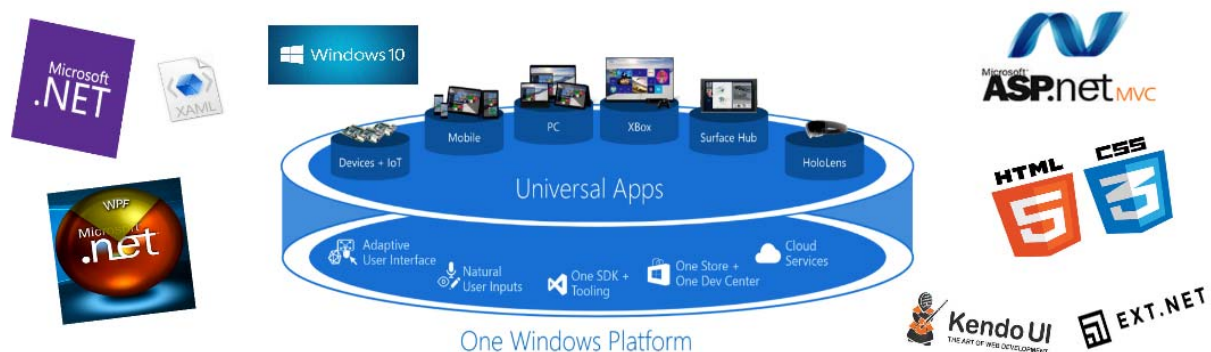 Microsoft
.NET
XAML
Windows 10
WPF
Microsoft
.net
Devices + IoT
Mobile
PC
XBox
Surface Hub
HoloLens
Universal Apps
Adaptive
User Interface
Natural
User Inputs
One SDK +
Tooling
One Store +
One Dev Center
Cloud
Services
One Windows Platform
Microsoft
ASP.net MVC
HTML
5
CSS
3
Kendo UI
THE ART OF WEB DEVELOPMENT
EXT.NET